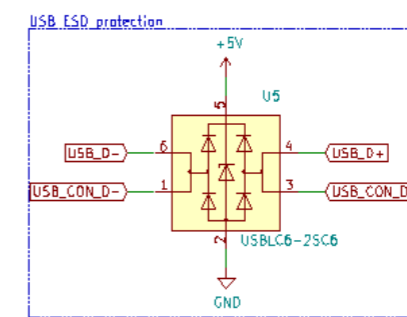 USB ESD protection
+5V
5
U5
USB_D-
6
4
USB_D+
USB_CON_D-
1
3
USB_CON_D
2
USBLC6-2SC6
GND